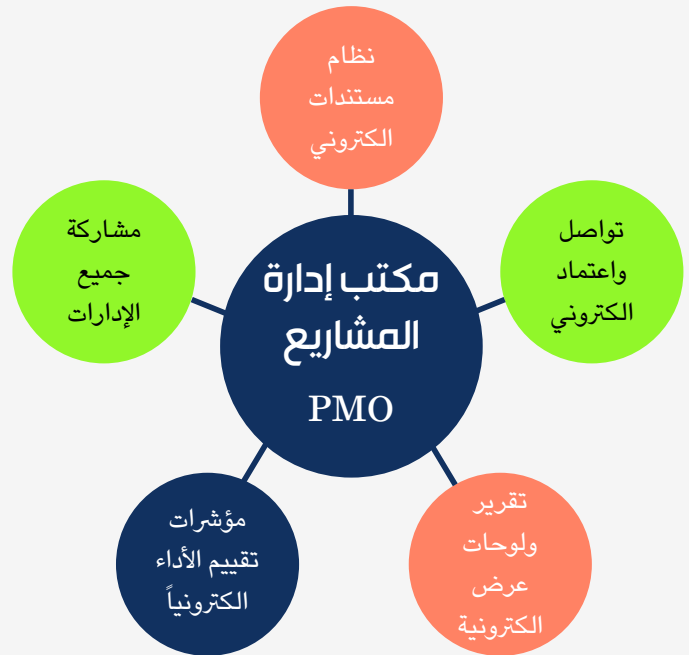 نظام
مستندات
الكتروني
مكتب إدارة
المشاريع
PMO
تواصل
واعتماد
الكتروني
تقرير
ولوحات
عرض
الكترونية
مؤشرات
تقييم الأداء
الكترونياً
مشاركة
جميع
الإدارات